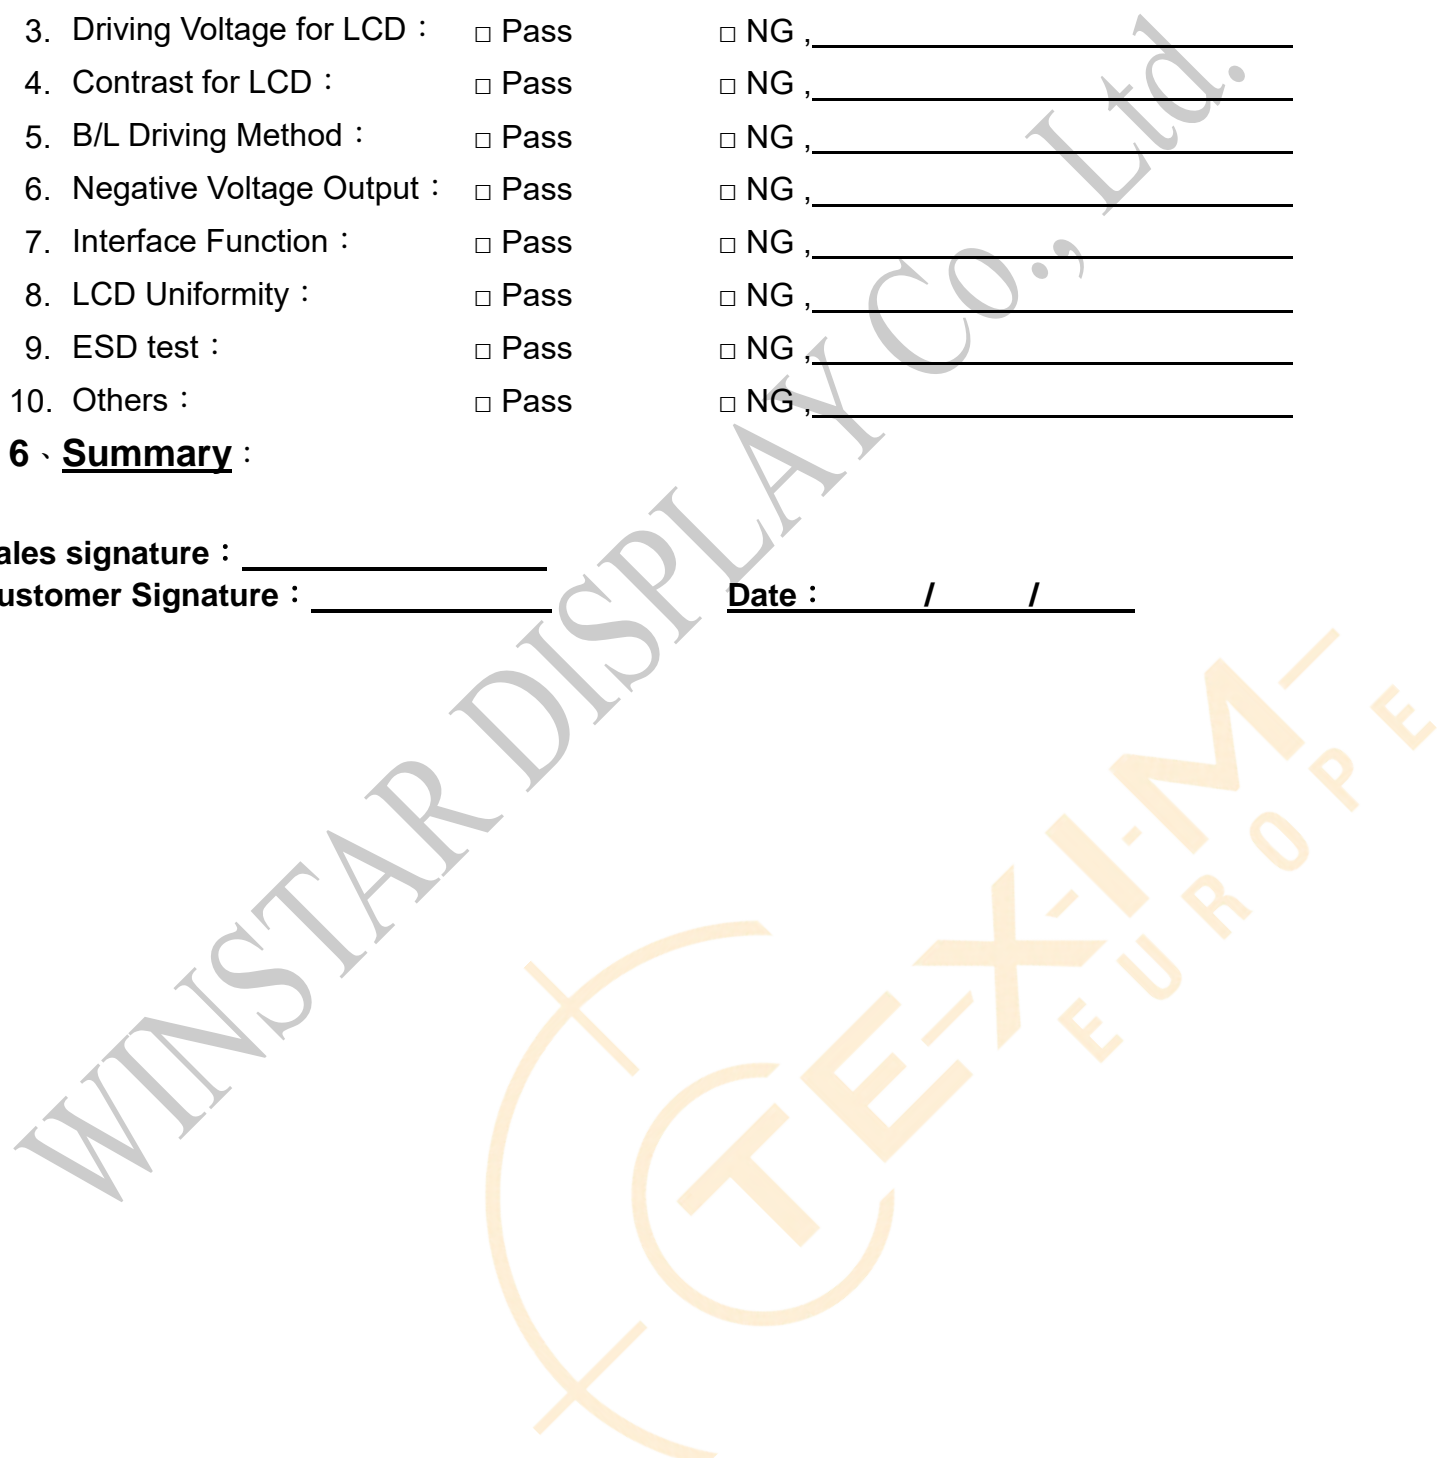 3. Driving Voltage for LCD： □ Pass □ NG ,
4. Contrast for LCD： □ Pass □ NG ,
5. B/L Driving Method： □ Pass □ NG ,
6. Negative Voltage Output： □ Pass □ NG ,
7. Interface Function： □ Pass □ NG ,
8. LCD Uniformity： □ Pass □ NG ,
9. ESD test： □ Pass □ NG ,
10. Others： □ Pass □ NG ,
6、Summary：
ales signature：
ustomer Signature： Date： / /
WINSTAR DISPLAY Co., Ltd.
TEXIM
EUROPE